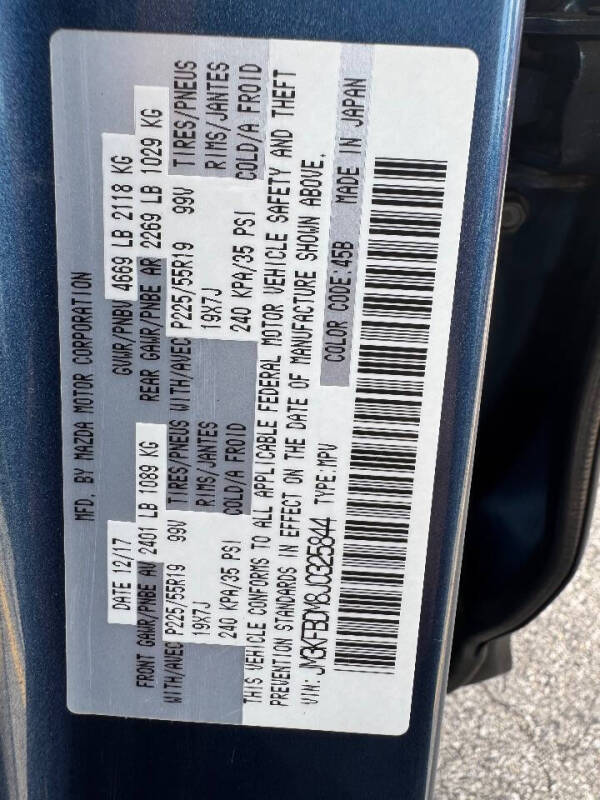 MFD. BY MAZDA MOTOR CORPORATION
DATE 12/17 GVWR/PNBV 4669 LB 2118 KG
FRONT GAWR/PNBE AV 2401 LB 1089 KG REAR GAWR/PNBE AR 2269 LB 1029 KG
WITH/AVEC P225/55R19 99V TIRES/PNEUS WITH/AVEC P225/55R19 99V TIRES/PNEUS
19X7J RIMS/JANTES 19X7J RIMS/JANTES
240 KPA/35 PSI COLD/A FROID 240 KPA/35 PSI COLD/A FROID
THIS VEHICLE CONFORMS TO ALL APPLICABLE FEDERAL MOTOR VEHICLE SAFETY AND THEFT
PREVENTION STANDARDS IN EFFECT ON THE DATE OF MANUFACTURE SHOWN ABOVE.
VIN: JM3KFBDM8J0325844 TYPE:MPV COLOR CODE:45B MADE IN JAPAN